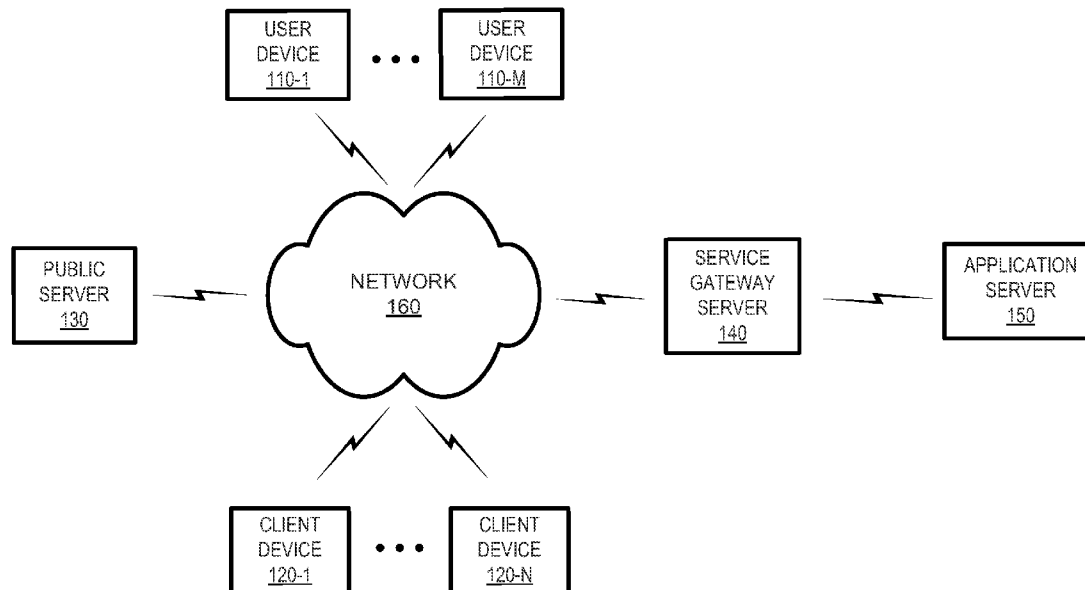 USER
DEVICE
110-1
USER
DEVICE
110-M
PUBLIC
SERVER
130
NETWORK
160
SERVICE
GATEWAY
SERVER
140
APPLICATION
SERVER
150
CLIENT
DEVICE
120-1
CLIENT
DEVICE
120-N